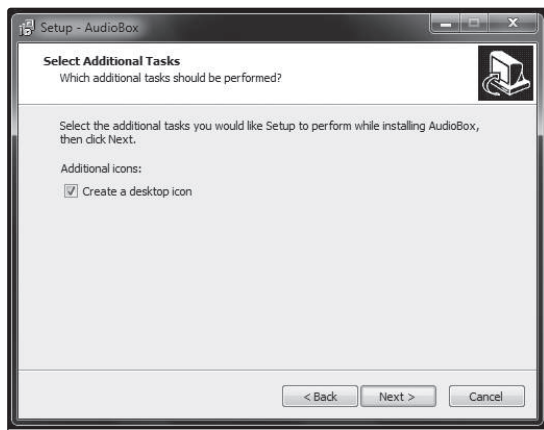 Setup - AudioBox
Select Additional Tasks
Which additional tasks should be performed?
Select the additional tasks you would like Setup to perform while installing AudioBox,
then click Next.
Additional icons:
Create a desktop icon
< Back Next > Cancel